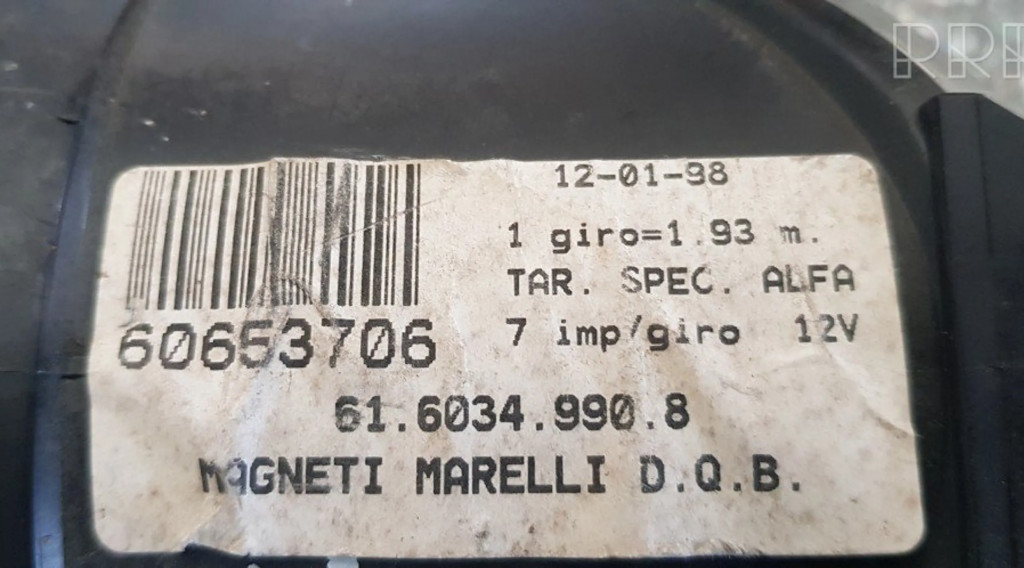 12-01-98
1 giro=1.93 m.
TAR. SPEC. ALFA
7 imp/giro 12V
60653706
61.6034.990.8
MAGNETI MARELLI D.Q.B.